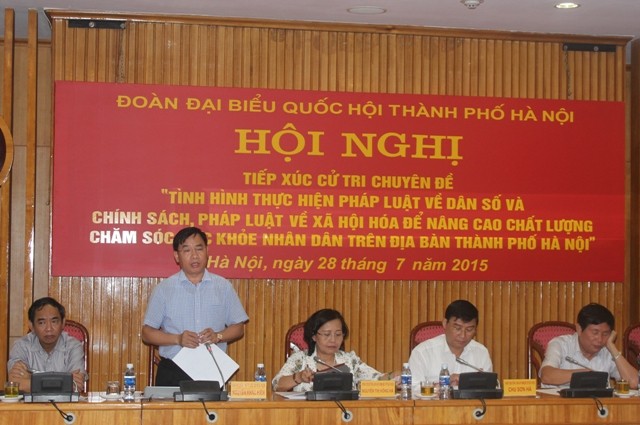 ĐOÀN ĐẠI BIỂU QUỐC HỘI THÀNH PHỐ HÀ NỘI
HỘI NGHỊ
TIẾP XÚC CỬ TRI CHUYÊN ĐỀ
"TÌNH HÌNH THỰC HIỆN PHÁP LUẬT VỀ DÂN SỐ VÀ
CHÍNH SÁCH, PHÁP LUẬT VỀ XÃ HỘI HÓA ĐỂ NÂNG CAO CHẤT LƯỢNG
CHĂM SÓC KHỎE NHÂN DÂN TRÊN ĐỊA BÀN THÀNH PHỐ HÀ NỘI"
Hà Nội, ngày 28 tháng 7 năm 2015